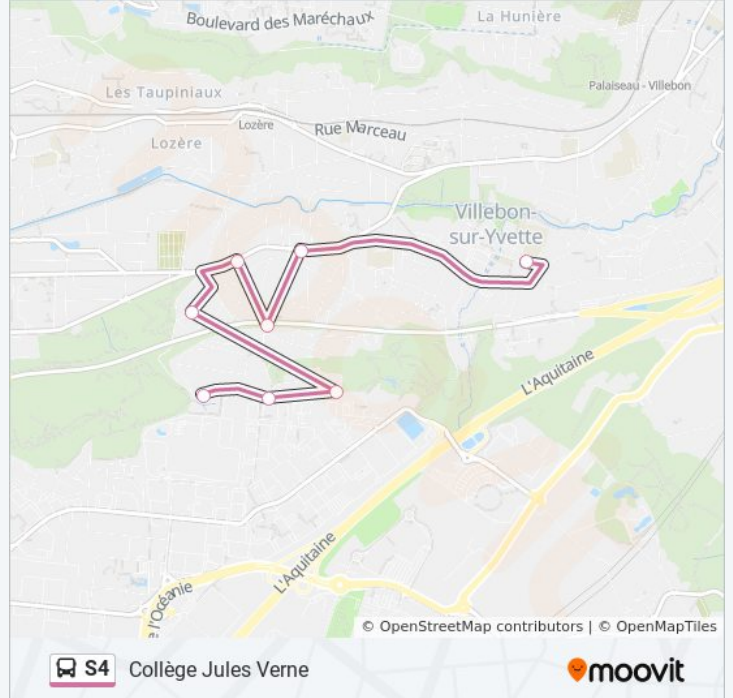 Boulevard des Maréchaux
La Hunière
Palaiseau - Villebon
Les Taupiniaux
Lozère
Rue Marceau
Lozère
Villebon-
sur-Yvette
L'Aquitaine
L'Aquitaine
e l'Océanie
© OpenStreetMap contributors | © OpenMapTiles
S4 Collège Jules Verne
moovit